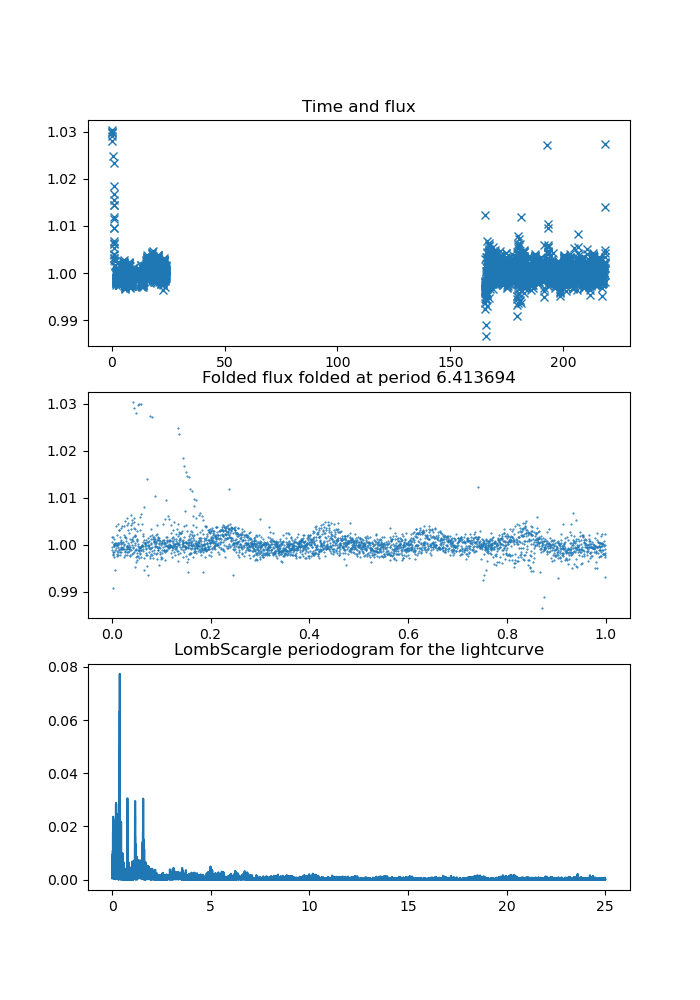 Time and flux
1.03
1.02
1.01
1.00
0.99
0 50 100 150 200
Folded flux folded at period 6.413694
1.03
1.02
1.01
1.00
0.99
0.0 0.2 0.4 0.6 0.8 1.0
LombScargle periodogram for the lightcurve
0.08
0.06
0.04
0.02
0.00
0 5 10 15 20 25